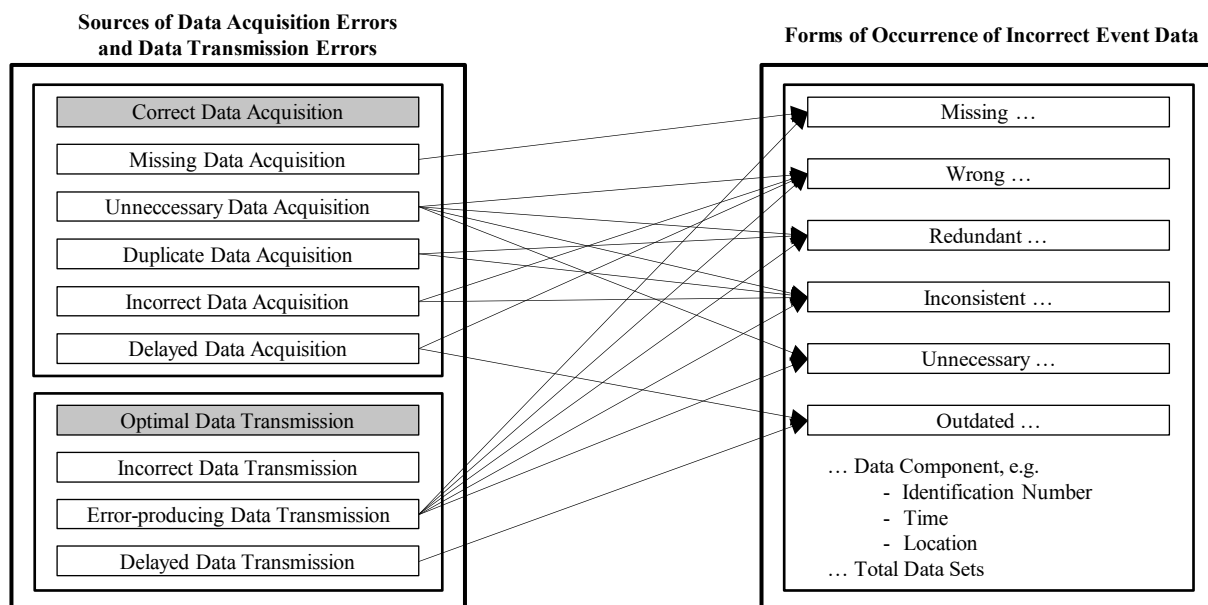 Sources of Data Acquisition Errors
and Data Transmission Errors
Correct Data Acquisition
Missing Data Acquisition
Unneccessary Data Acquisition
Duplicate Data Acquisition
Incorrect Data Acquisition
Delayed Data Acquisition
Optimal Data Transmission
Incorrect Data Transmission
Error-producing Data Transmission
Delayed Data Transmission
Forms of Occurrence of Incorrect Event Data
Missing …
Wrong …
Redundant …
Inconsistent …
Unnecessary …
Outdated …
… Data Component, e.g.
- Identification Number
- Time
- Location
… Total Data Sets